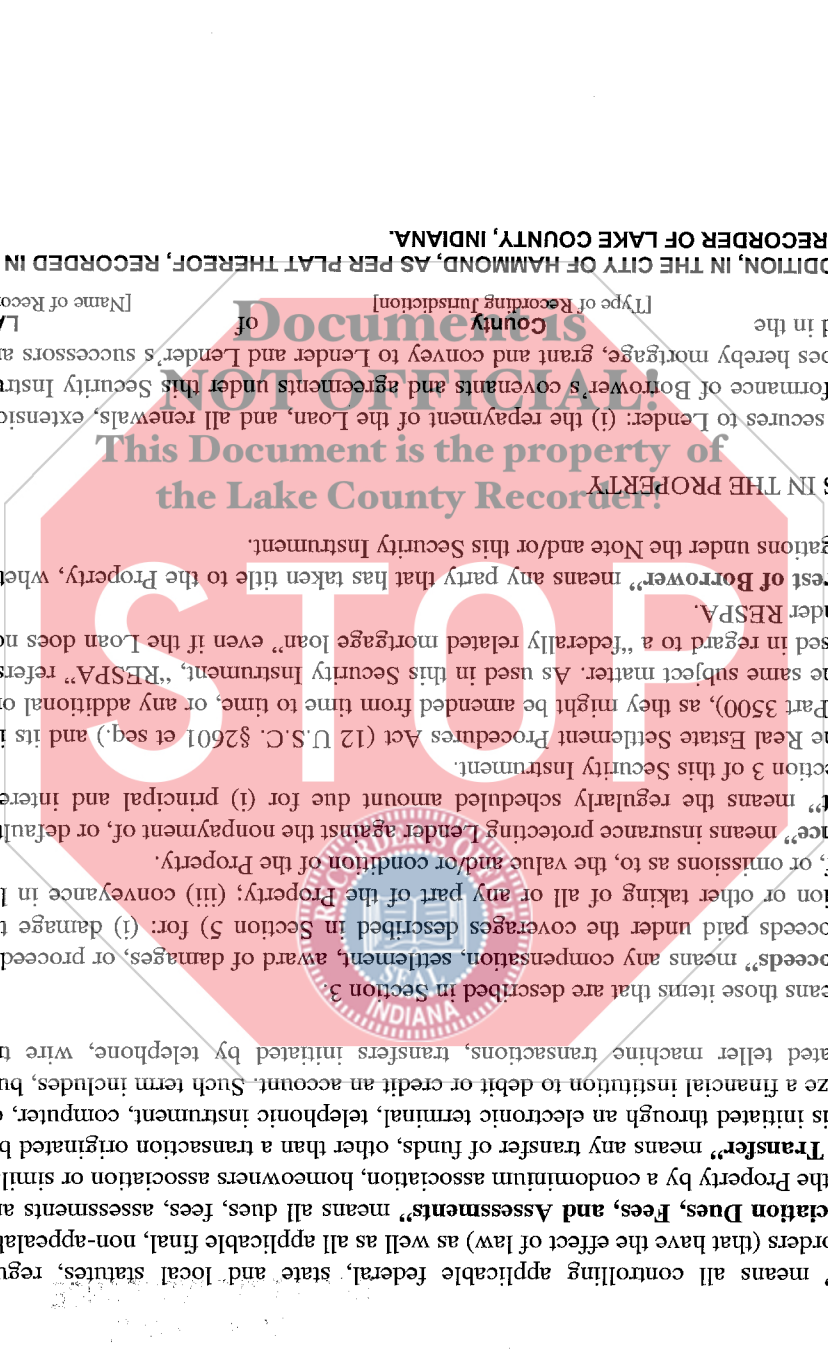 ” means all controlling applicable federal, state and local statutes, regu
orders (that have the effect of law) as well as all applicable final, non-appealab
ciation Dues, Fees, and Assessments” means all dues, fees, assessments an
the Property by a condominium association, homeowners association or simil
Transfer” means any transfer of funds, other than a transaction originated b
is initiated through an electronic terminal, telephonic instrument, computer,
ze a financial institution to debit or credit an account. Such term includes, bu
ated teller machine transactions, transfers initiated by telephone, wire tr
eans those items that are described in Section 3.
oceeds” means any compensation, settlement, award of damages, or proceed
oceeds paid under the coverages described in Section 5) for: (i) damage t
ion or other taking of all or any part of the Property; (iii) conveyance in l
f, or omissions as to, the value and/or condition of the Property.
nce” means insurance protecting Lender against the nonpayment of, or default
t” means the regularly scheduled amount due for (i) principal and intere
ection 3 of this Security Instrument.
he Real Estate Settlement Procedures Act (12 U.S.C. §2601 et seq.) and its i
Part 3500), as they might be amended from time to time, or any additional o
he same subject matter. As used in this Security Instrument, “RESPA” refers
sed in regard to a “federally related mortgage loan” even if the Loan does no
nder RESPA.
rest of Borrower” means any party that has taken title to the Property, whet
gations under the Note and/or this Security Instrument.
S IN THE PROPERTY
secures to Lender: (i) the repayment of the Loan, and all renewals, extensio
formance of Borrower’s covenants and agreements under this Security Instru
oes hereby mortgage, grant and convey to Lender and Lender’s successors an
d in the County of LA
[Type of Recording Jurisdiction] [Name of Recor
DDITION, IN THE CITY OF HAMMOND, AS PER PLAT THEREOF, RECORDED IN
RECORDER OF LAKE COUNTY, INDIANA.
Document is
NOT OFFICIAL!
This Document is the property of
the Lake County Recorder!
STOP
RECORDER'S OFFICE
SEAL
INDIANA